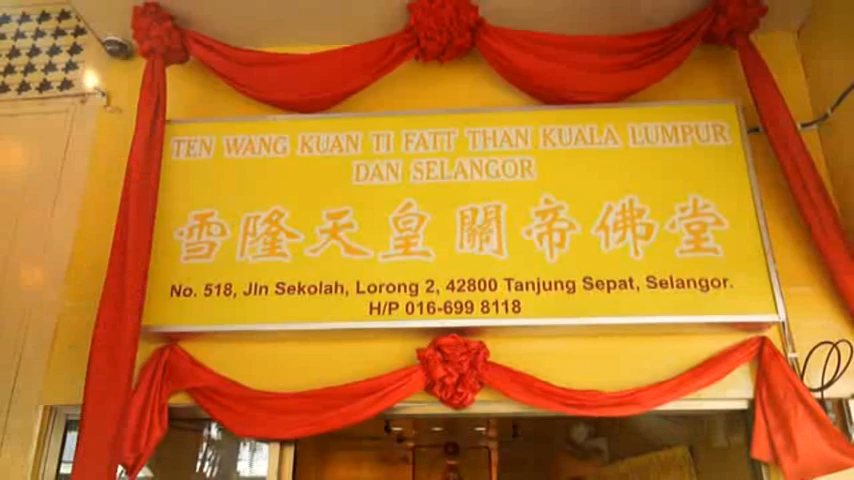 TEN WANG KUAN TI FATT THAN KUALA LUMPUR
DAN SELANGOR
雪隆天皇關帝佛堂
No. 518, Jln Sekolah, Lorong 2, 42800 Tanjung Sepat, Selangor.
H/P 016-699 8118